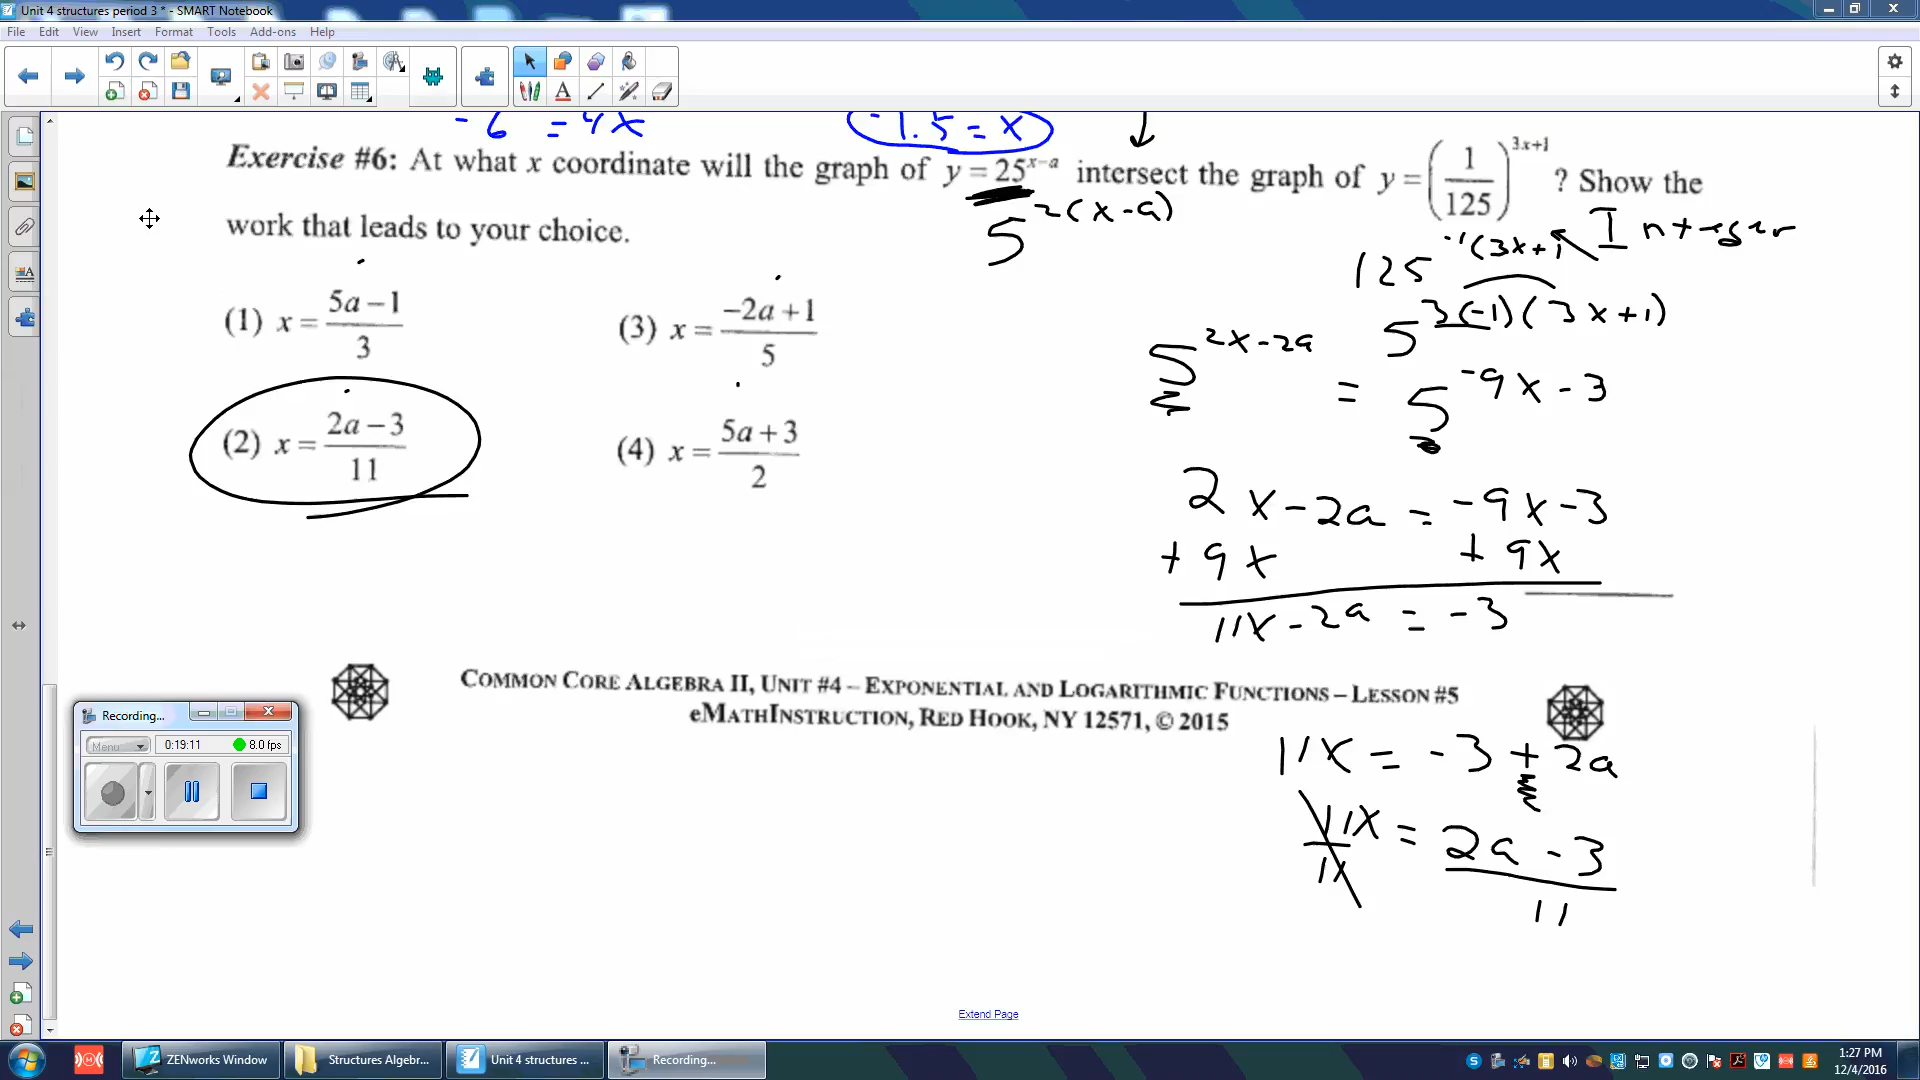 Unit 4 structures period 3 * - SMART Notebook
File Edit View Insert Format Tools Add-ons Help
-6 = 4x
-1.5 = x
Exercise #6: At what x coordinate will the graph of y = 25^{x-a} intersect the graph of y = (1/125)^{3x+1} ? Show the
work that leads to your choice.
5^{2(x-a)}
Integer
125^{-1(3x+1)}
5^{3(-1)(3x+1)}
(1) x = (5a-1)/3
(3) x = (-2a+1)/5
(2) x = (2a-3)/11
(4) x = (5a+3)/2
5^{2x-2a} = 5^{-9x-3}
2x - 2a = -9x - 3
+9x +9x
11x - 2a = -3
COMMON CORE ALGEBRA II, UNIT #4 – EXPONENTIAL AND LOGARITHMIC FUNCTIONS – LESSON #5
eMATHINSTRUCTION, RED HOOK, NY 12571, © 2015
11x = -3 + 2a
11x/11 = (2a - 3)/11
Recording...
Menu 0:19:11 8.0 fps
Extend Page
ZENworks Window
Structures Algebr...
Unit 4 structures ...
Recording...
1:27 PM
12/4/2016